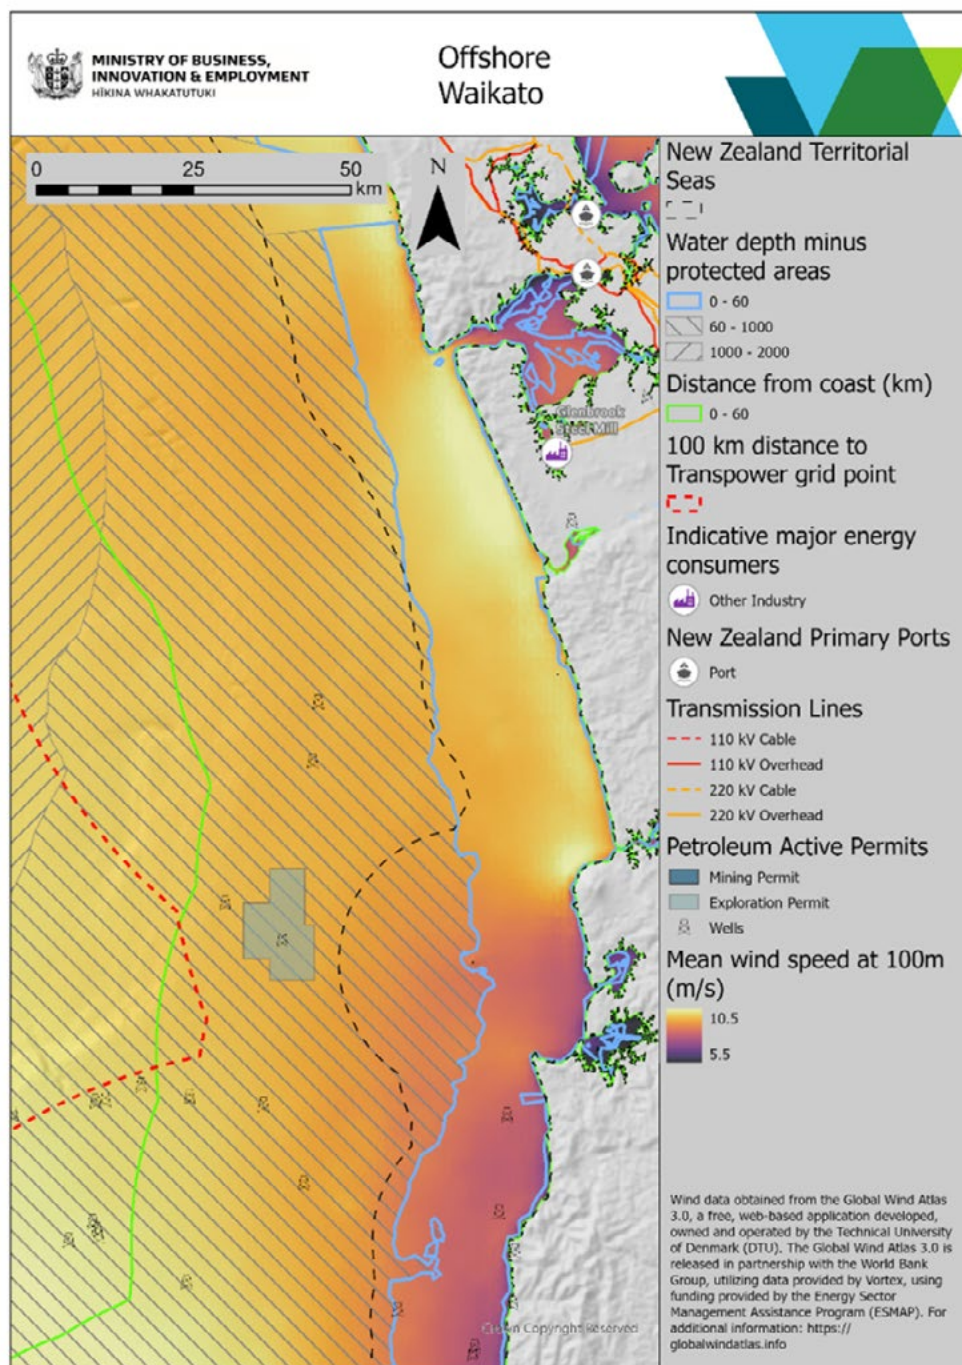 MINISTRY OF BUSINESS,
INNOVATION & EMPLOYMENT
HĪKINA WHAKATUTUKI
Offshore
Waikato
0 25 50
km
N
Glenbrook
Steel Mill
Crown Copyright Reserved
New Zealand Territorial
Seas
Water depth minus
protected areas
0 - 60
60 - 1000
1000 - 2000
Distance from coast (km)
0 - 60
100 km distance to
Transpower grid point
Indicative major energy
consumers
Other Industry
New Zealand Primary Ports
Port
Transmission Lines
110 kV Cable
110 kV Overhead
220 kV Cable
220 kV Overhead
Petroleum Active Permits
Mining Permit
Exploration Permit
Wells
Mean wind speed at 100m
(m/s)
10.5
5.5
Wind data obtained from the Global Wind Atlas
3.0, a free, web-based application developed,
owned and operated by the Technical University
of Denmark (DTU). The Global Wind Atlas 3.0 is
released in partnership with the World Bank
Group, utilizing data provided by Vortex, using
funding provided by the Energy Sector
Management Assistance Program (ESMAP). For
additional information: https://
globalwindatlas.info